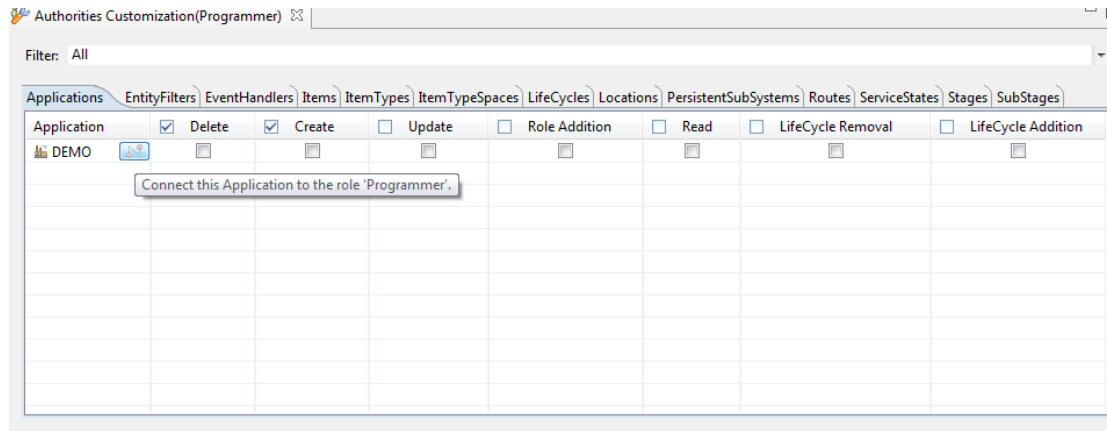 Authorities Customization(Programmer)
Filter: All
Applications EntityFilters EventHandlers Items ItemTypes ItemTypeSpaces LifeCycles Locations PersistentSubSystems Routes ServiceStates Stages SubStages
Application Delete Create Update Role Addition Read LifeCycle Removal LifeCycle Addition
DEMO
Connect this Application to the role 'Programmer'.